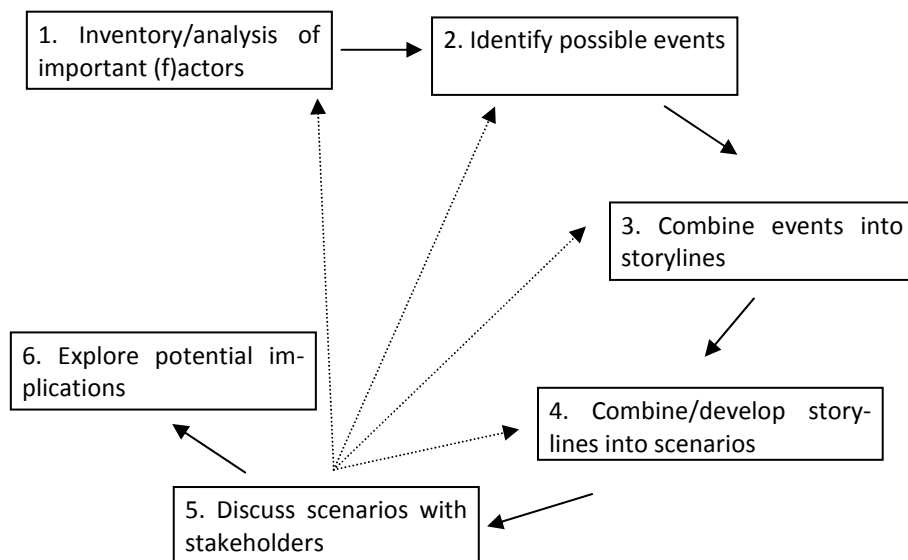 1. Inventory/analysis of
important (f)actors
2. Identify possible events
3. Combine events into
storylines
4. Combine/develop story-
lines into scenarios
5. Discuss scenarios with
stakeholders
6. Explore potential im-
plications